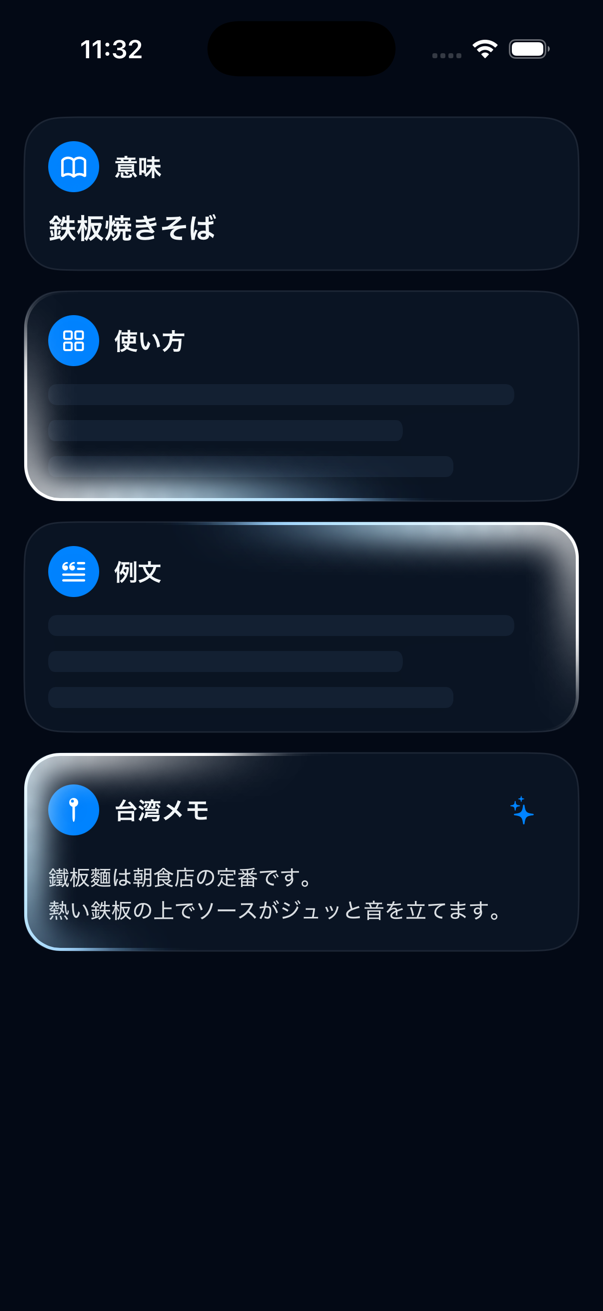 11:32
意味
鉄板焼きそば
使い方
例文
台湾メモ
鐵板麵は朝食店の定番です。
熱い鉄板の上でソースがジュッと音を立てます。